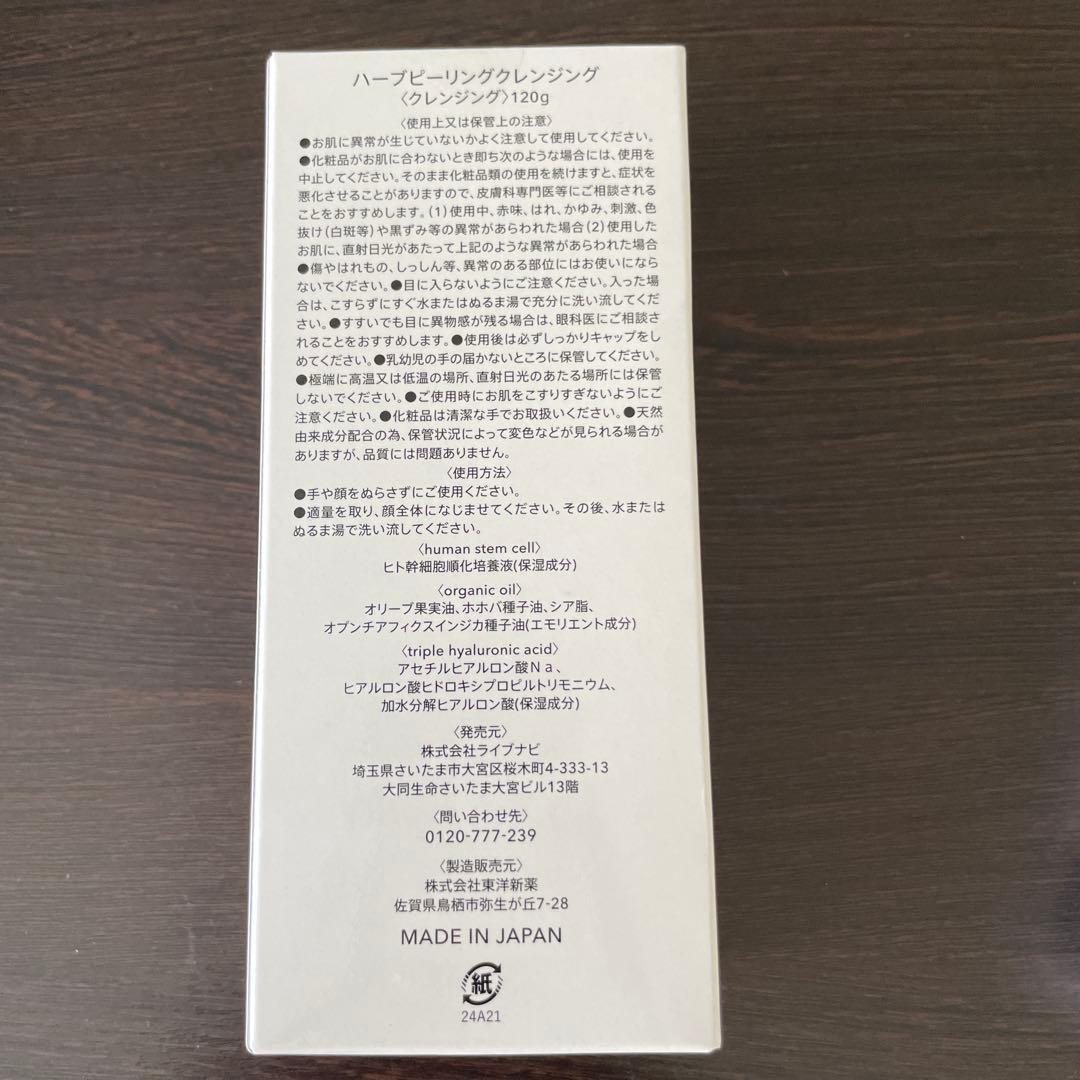 ハーブピーリングクレンジング
〈クレンジング〉120g
〈使用上又は保管上の注意〉
●お肌に異常が生じていないかよく注意して使用してください。
●化粧品がお肌に合わないとき即ち次のような場合には、使用を
中止してください。そのまま化粧品類の使用を続けますと、症状を
悪化させることがありますので、皮膚科専門医等にご相談される
ことをおすすめします。(1)使用中、赤味、はれ、かゆみ、刺激、色
抜け(白斑等)や黒ずみ等の異常があらわれた場合(2)使用した
お肌に、直射日光があたって上記のような異常があらわれた場合
●傷やはれもの、しっしん等、異常のある部位にはお使いになら
ないでください。●目に入らないようにご注意ください。入った場
合は、こすらずにすぐ水またはぬるま湯で充分に洗い流してくだ
さい。●すすいでも目に異物感が残る場合は、眼科医にご相談さ
れることをおすすめします。●使用後は必ずしっかりキャップをし
めてください。●乳幼児の手の届かないところに保管してください。
●極端に高温又は低温の場所、直射日光のあたる場所には保管
しないでください。●ご使用時にお肌をこすりすぎないようにご
注意ください。●化粧品は清潔な手でお取扱いください。●天然
由来成分配合の為、保管状況によって変色などが見られる場合が
ありますが、品質には問題ありません。
〈使用方法〉
●手や顔をぬらさずにご使用ください。
●適量を取り、顔全体になじませてください。その後、水または
ぬるま湯で洗い流してください。
〈human stem cell〉
ヒト幹細胞順化培養液(保湿成分)
〈organic oil〉
オリーブ果実油、ホホバ種子油、シア脂、
オプンチアフィクスインジカ種子油(エモリエント成分)
〈triple hyaluronic acid〉
アセチルヒアルロン酸Na、
ヒアルロン酸ヒドロキシプロピルトリモニウム、
加水分解ヒアルロン酸(保湿成分)
〈発売元〉
株式会社ライブナビ
埼玉県さいたま市大宮区桜木町4-333-13
大同生命さいたま大宮ビル13階
〈問い合わせ先〉
0120-777-239
〈製造販売元〉
株式会社東洋新薬
佐賀県鳥栖市弥生が丘7-28
MADE IN JAPAN
紙
24A21